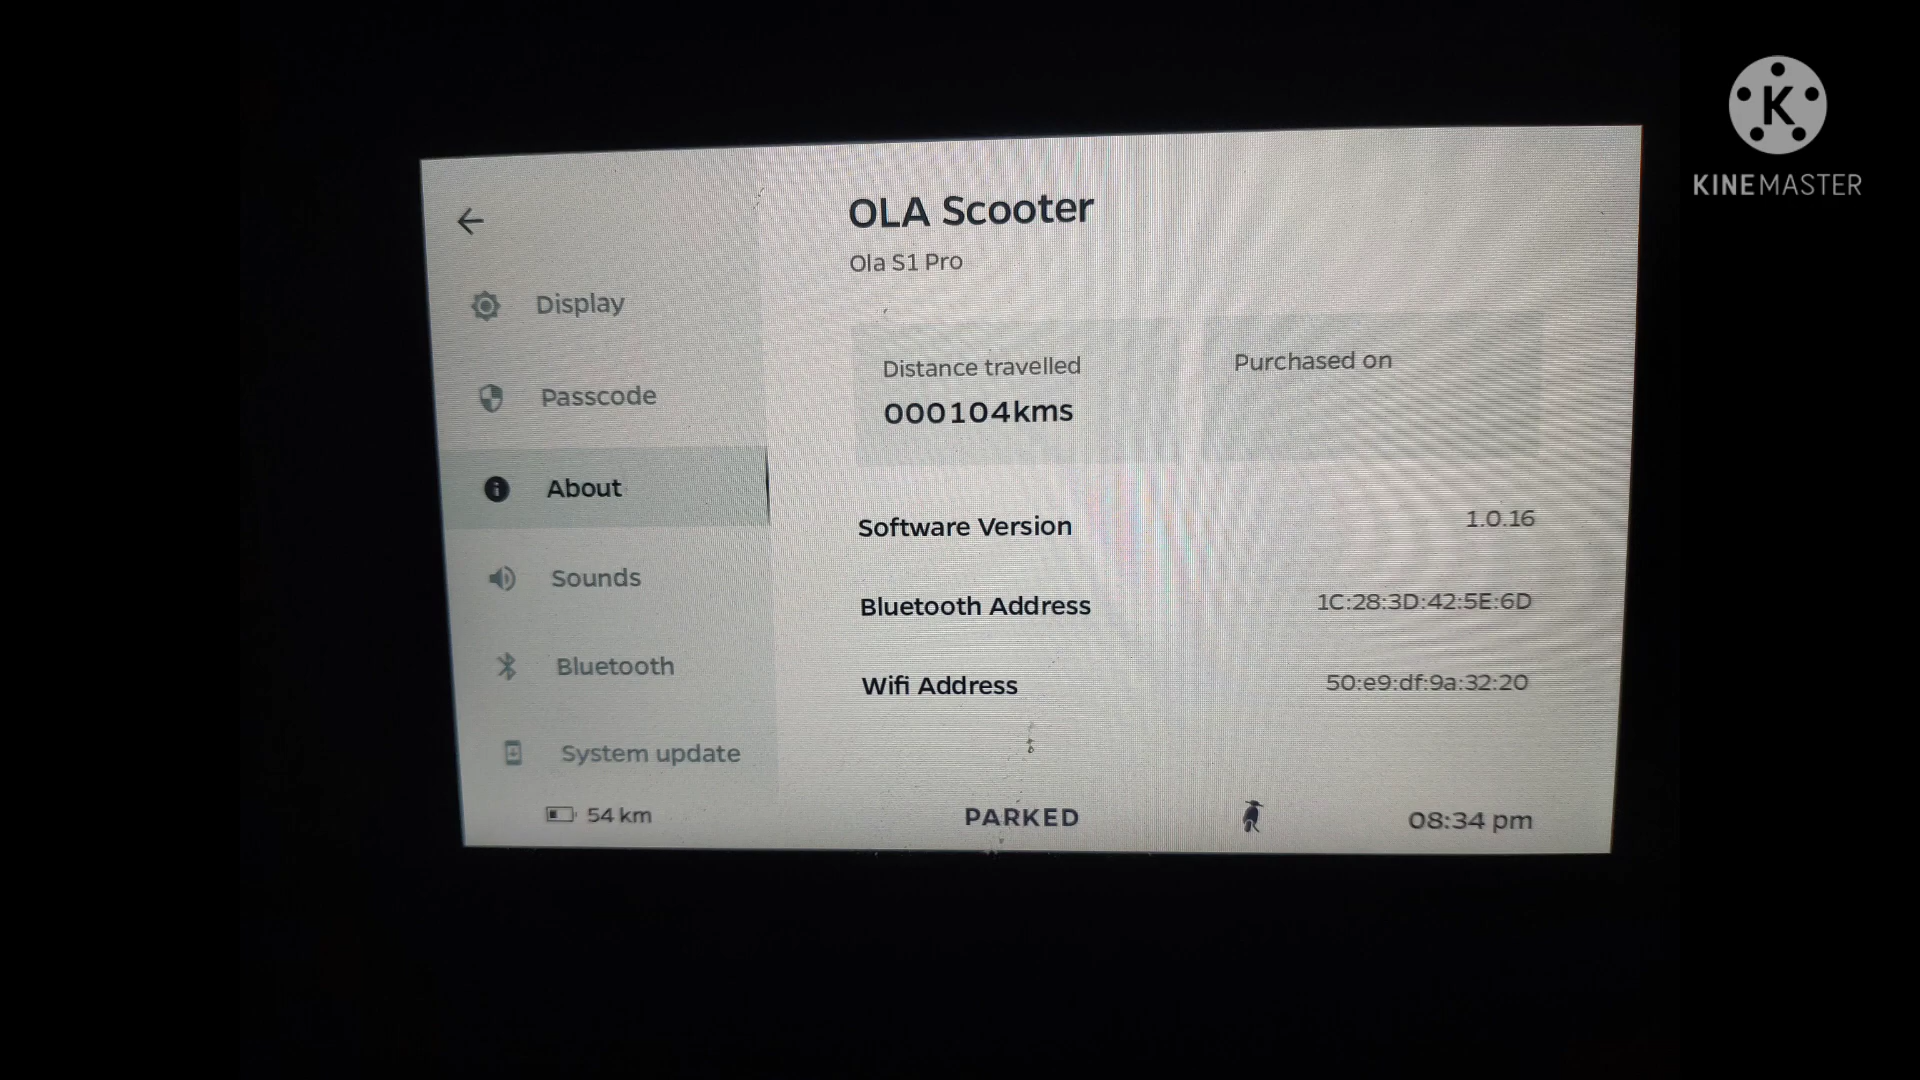 K
KINEMASTER
OLA Scooter
Ola S1 Pro
Display
Passcode
About
Sounds
Bluetooth
System update
Distance travelled
000104kms
Purchased on
Software Version 1.0.16
Bluetooth Address 1C:28:3D:42:5E:6D
Wifi Address 50:e9:df:9a:32:20
54 km PARKED 08:34 pm